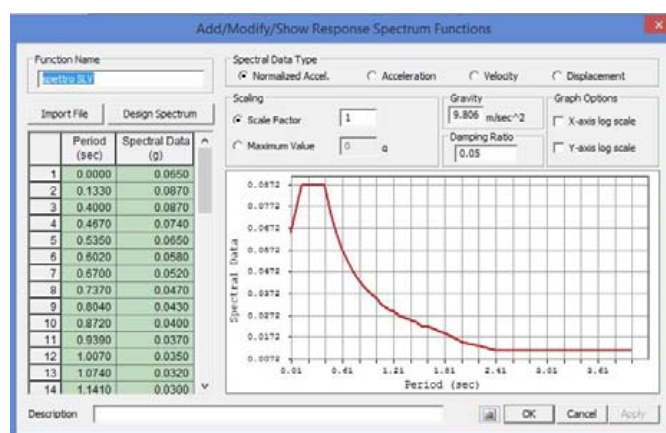 Add/Modify/Show Response Spectrum Functions
Function Name
spettro SLV
Import File Design Spectrum
Period (sec) Spectral Data (g)
1 0.0000 0.0650
2 0.1330 0.0870
3 0.4000 0.0870
4 0.4670 0.0740
5 0.5350 0.0650
6 0.6020 0.0580
7 0.6700 0.0520
8 0.7370 0.0470
9 0.8040 0.0430
10 0.8720 0.0400
11 0.9390 0.0370
12 1.0070 0.0350
13 1.0740 0.0320
14 1.1410 0.0300
Spectral Data Type
Normalized Accel. Acceleration Velocity Displacement
Scaling
Scale Factor 1
Maximum Value 0 g
Gravity
9.806 m/sec^2
Damping Ratio
0.05
Graph Options
X-axis log scale
Y-axis log scale
Spectral Data
0.0872
0.0772
0.0672
0.0572
0.0472
0.0372
0.0272
0.0172
0.0072
0.01 0.61 1.21 1.81 2.41 3.01 3.61
Period (sec)
Description
OK Cancel Apply